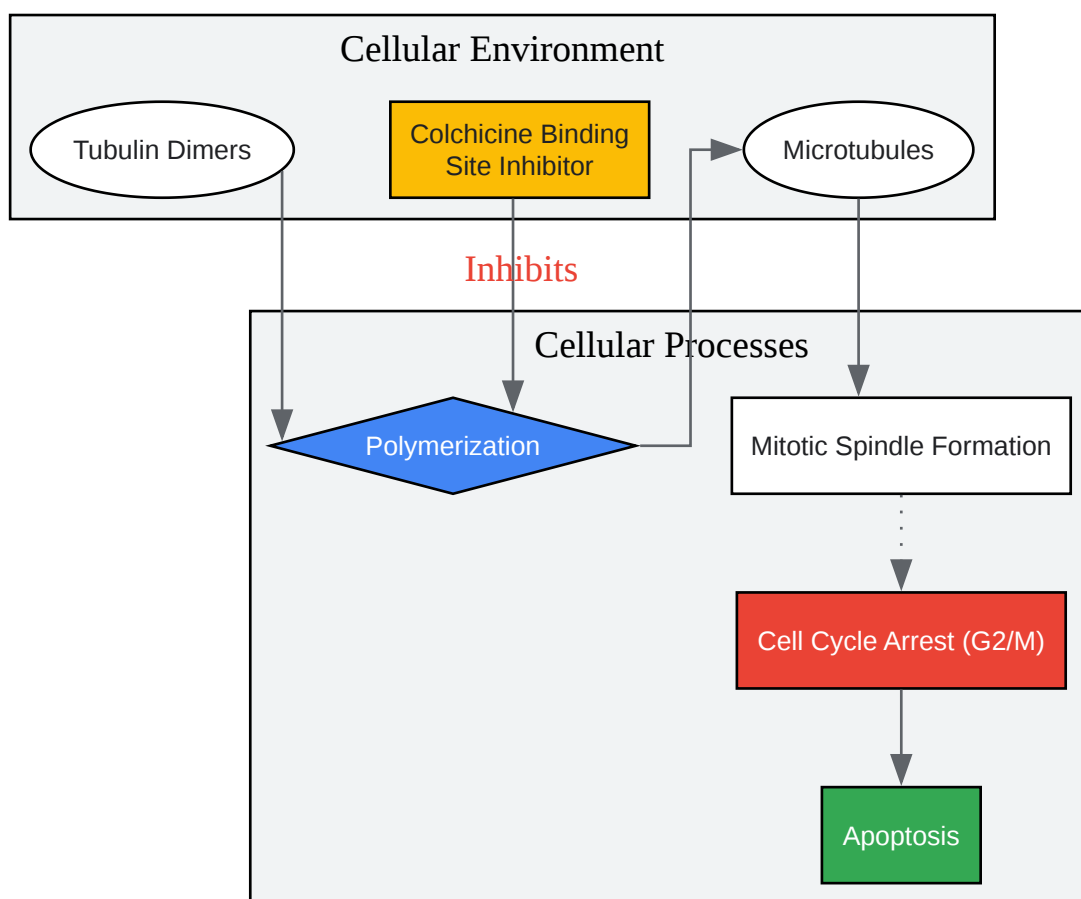 Cellular Environment
Tubulin Dimers
Colchicine Binding
Site Inhibitor
Microtubules
Inhibits
Cellular Processes
Polymerization
Mitotic Spindle Formation
Cell Cycle Arrest (G2/M)
Apoptosis